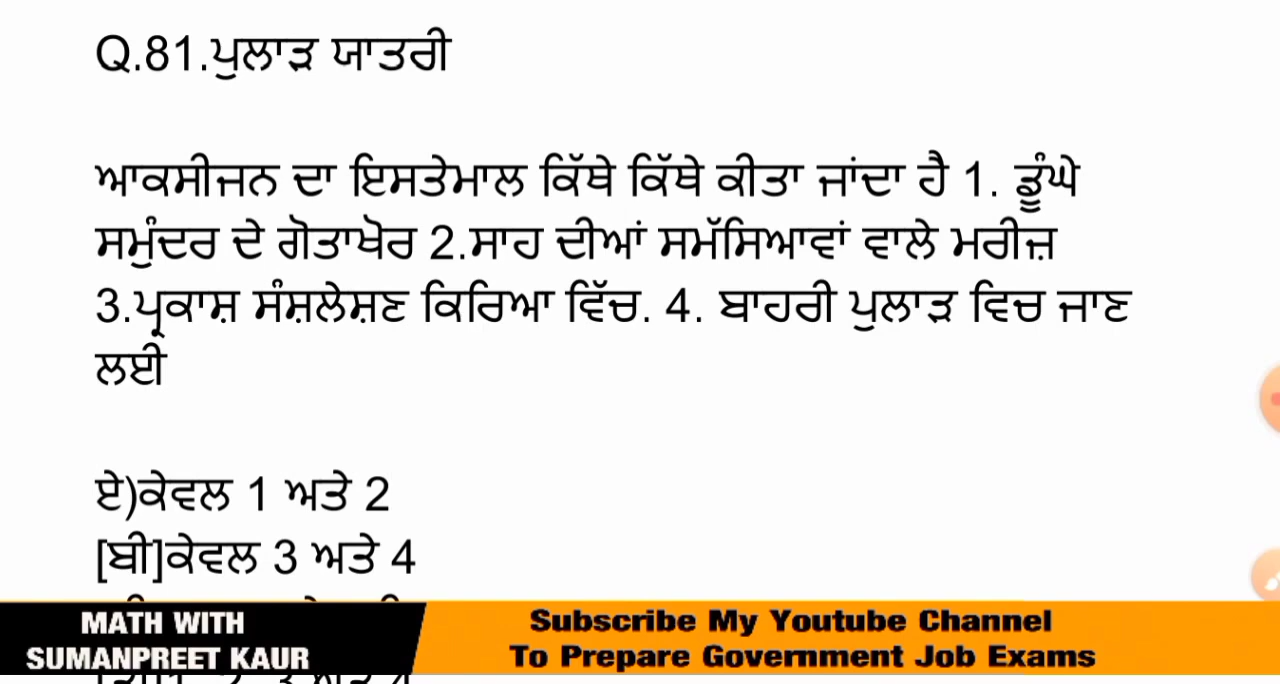 Q.81.ਪੁਲਾੜ ਯਾਤਰੀ
ਆਕਸੀਜਨ ਦਾ ਇਸਤੇਮਾਲ ਕਿੱਥੇ ਕਿੱਥੇ ਕੀਤਾ ਜਾਂਦਾ ਹੈ 1. ਡੂੰਘੇ
ਸਮੁੰਦਰ ਦੇ ਗੋਤਾਖੋਰ 2.ਸਾਹ ਦੀਆਂ ਸਮੱਸਿਆਵਾਂ ਵਾਲੇ ਮਰੀਜ਼
3.ਪ੍ਰਕਾਸ਼ ਸੰਸ਼ਲੇਸ਼ਣ ਕਿਰਿਆ ਵਿੱਚ. 4. ਬਾਹਰੀ ਪੁਲਾੜ ਵਿਚ ਜਾਣ
ਲਈ
ਏ)ਕੇਵਲ 1 ਅਤੇ 2
[ਬੀ]ਕੇਵਲ 3 ਅਤੇ 4
MATH WITH
SUMANPREET KAUR
Subscribe My Youtube Channel
To Prepare Government Job Exams